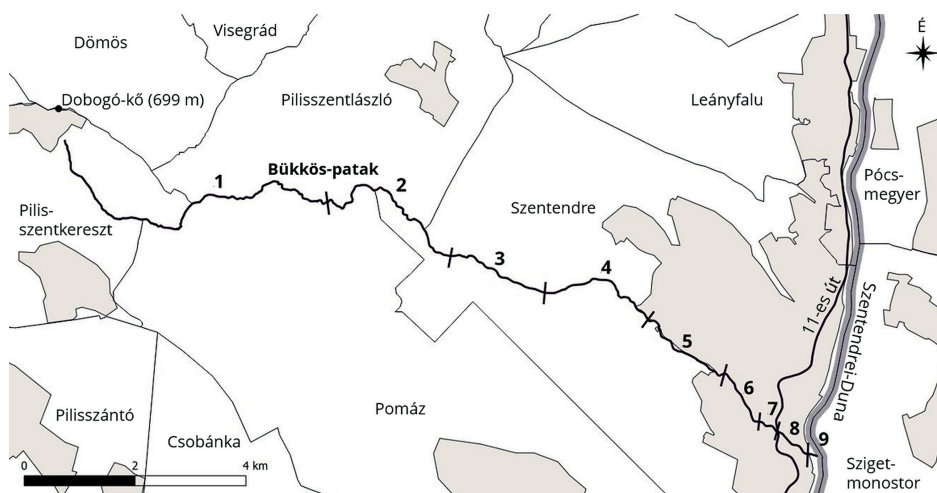 Visegrád
É
Dömös
Dobogó-kő (699 m)
Pilisszentlászló
Leányfalu
Bükkös-patak
1
2
Pócs-
megyer
Pilis-
szentkereszt
Szentendre
3
4
11-es út
Szentendrei-Duna
5
6
7
8
9
Pilisszántó
Pomáz
Csobánka
0 2 4 km
Sziget-
monostor